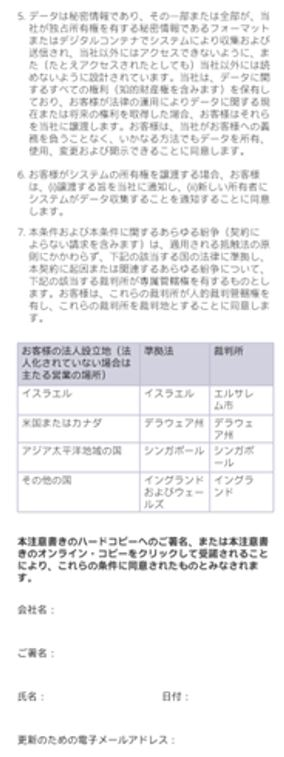 5. データは秘密情報であり、その一部または全部が、当
社が独占所有権を有する秘密情報であるフォーマット
またはデジタルコンテナでシステムにより収集および
送信され、当社以外にはアクセスできないように、ま
た（たとえアクセスされたとしても）当社以外には読
めないように設計されています。当社は、データに関
するすべての権利（知的財産権を含みます）を保有し
ており、お客様が法律の運用によりデータに関する現
在または将来の権利を取得した場合、お客様はそれら
を当社に譲渡します。お客様は、当社がお客様への義
務を負うことなく、いかなる方法でもデータを所有、
使用、変更および開示できることに同意します。
6. お客様がシステムの所有権を譲渡する場合、お客様
は、(i)譲渡する旨を当社に通知し、(ii)新しい所有者に
システムがデータ収集することを通知することに同意
します。
7. 本条件および本条件に関するあらゆる紛争（契約に
よらない請求を含みます）は、適用される抵触法の原
則にかかわらず、下記の該当する国の法律に準拠し、
本契約に起因または関連するあらゆる紛争について、
下記の該当する裁判所が専属管轄権を有するものとし
ます。お客様は、これらの裁判所が人的裁判管轄権を
有し、これらの裁判所を裁判地とすることに同意しま
す。
お客様の法人設立地（法 準拠法 裁判所
人化されていない場合は
主たる営業の場所）
イスラエル イスラエル エルサレ
ム市
米国またはカナダ デラウェア州 デラウェ
ア州
アジア太平洋地域の国 シンガポール シンガポ
ール
その他の国 イングランド イングラ
およびウェー ンド
ルズ
本注意書きのハードコピーへのご署名、または本注意書
きのオンライン・コピーをクリックして受諾されること
により、これらの条件に同意されたものとみなされま
す。
会社名：
ご署名：
氏名： 日付：
更新のための電子メールアドレス：